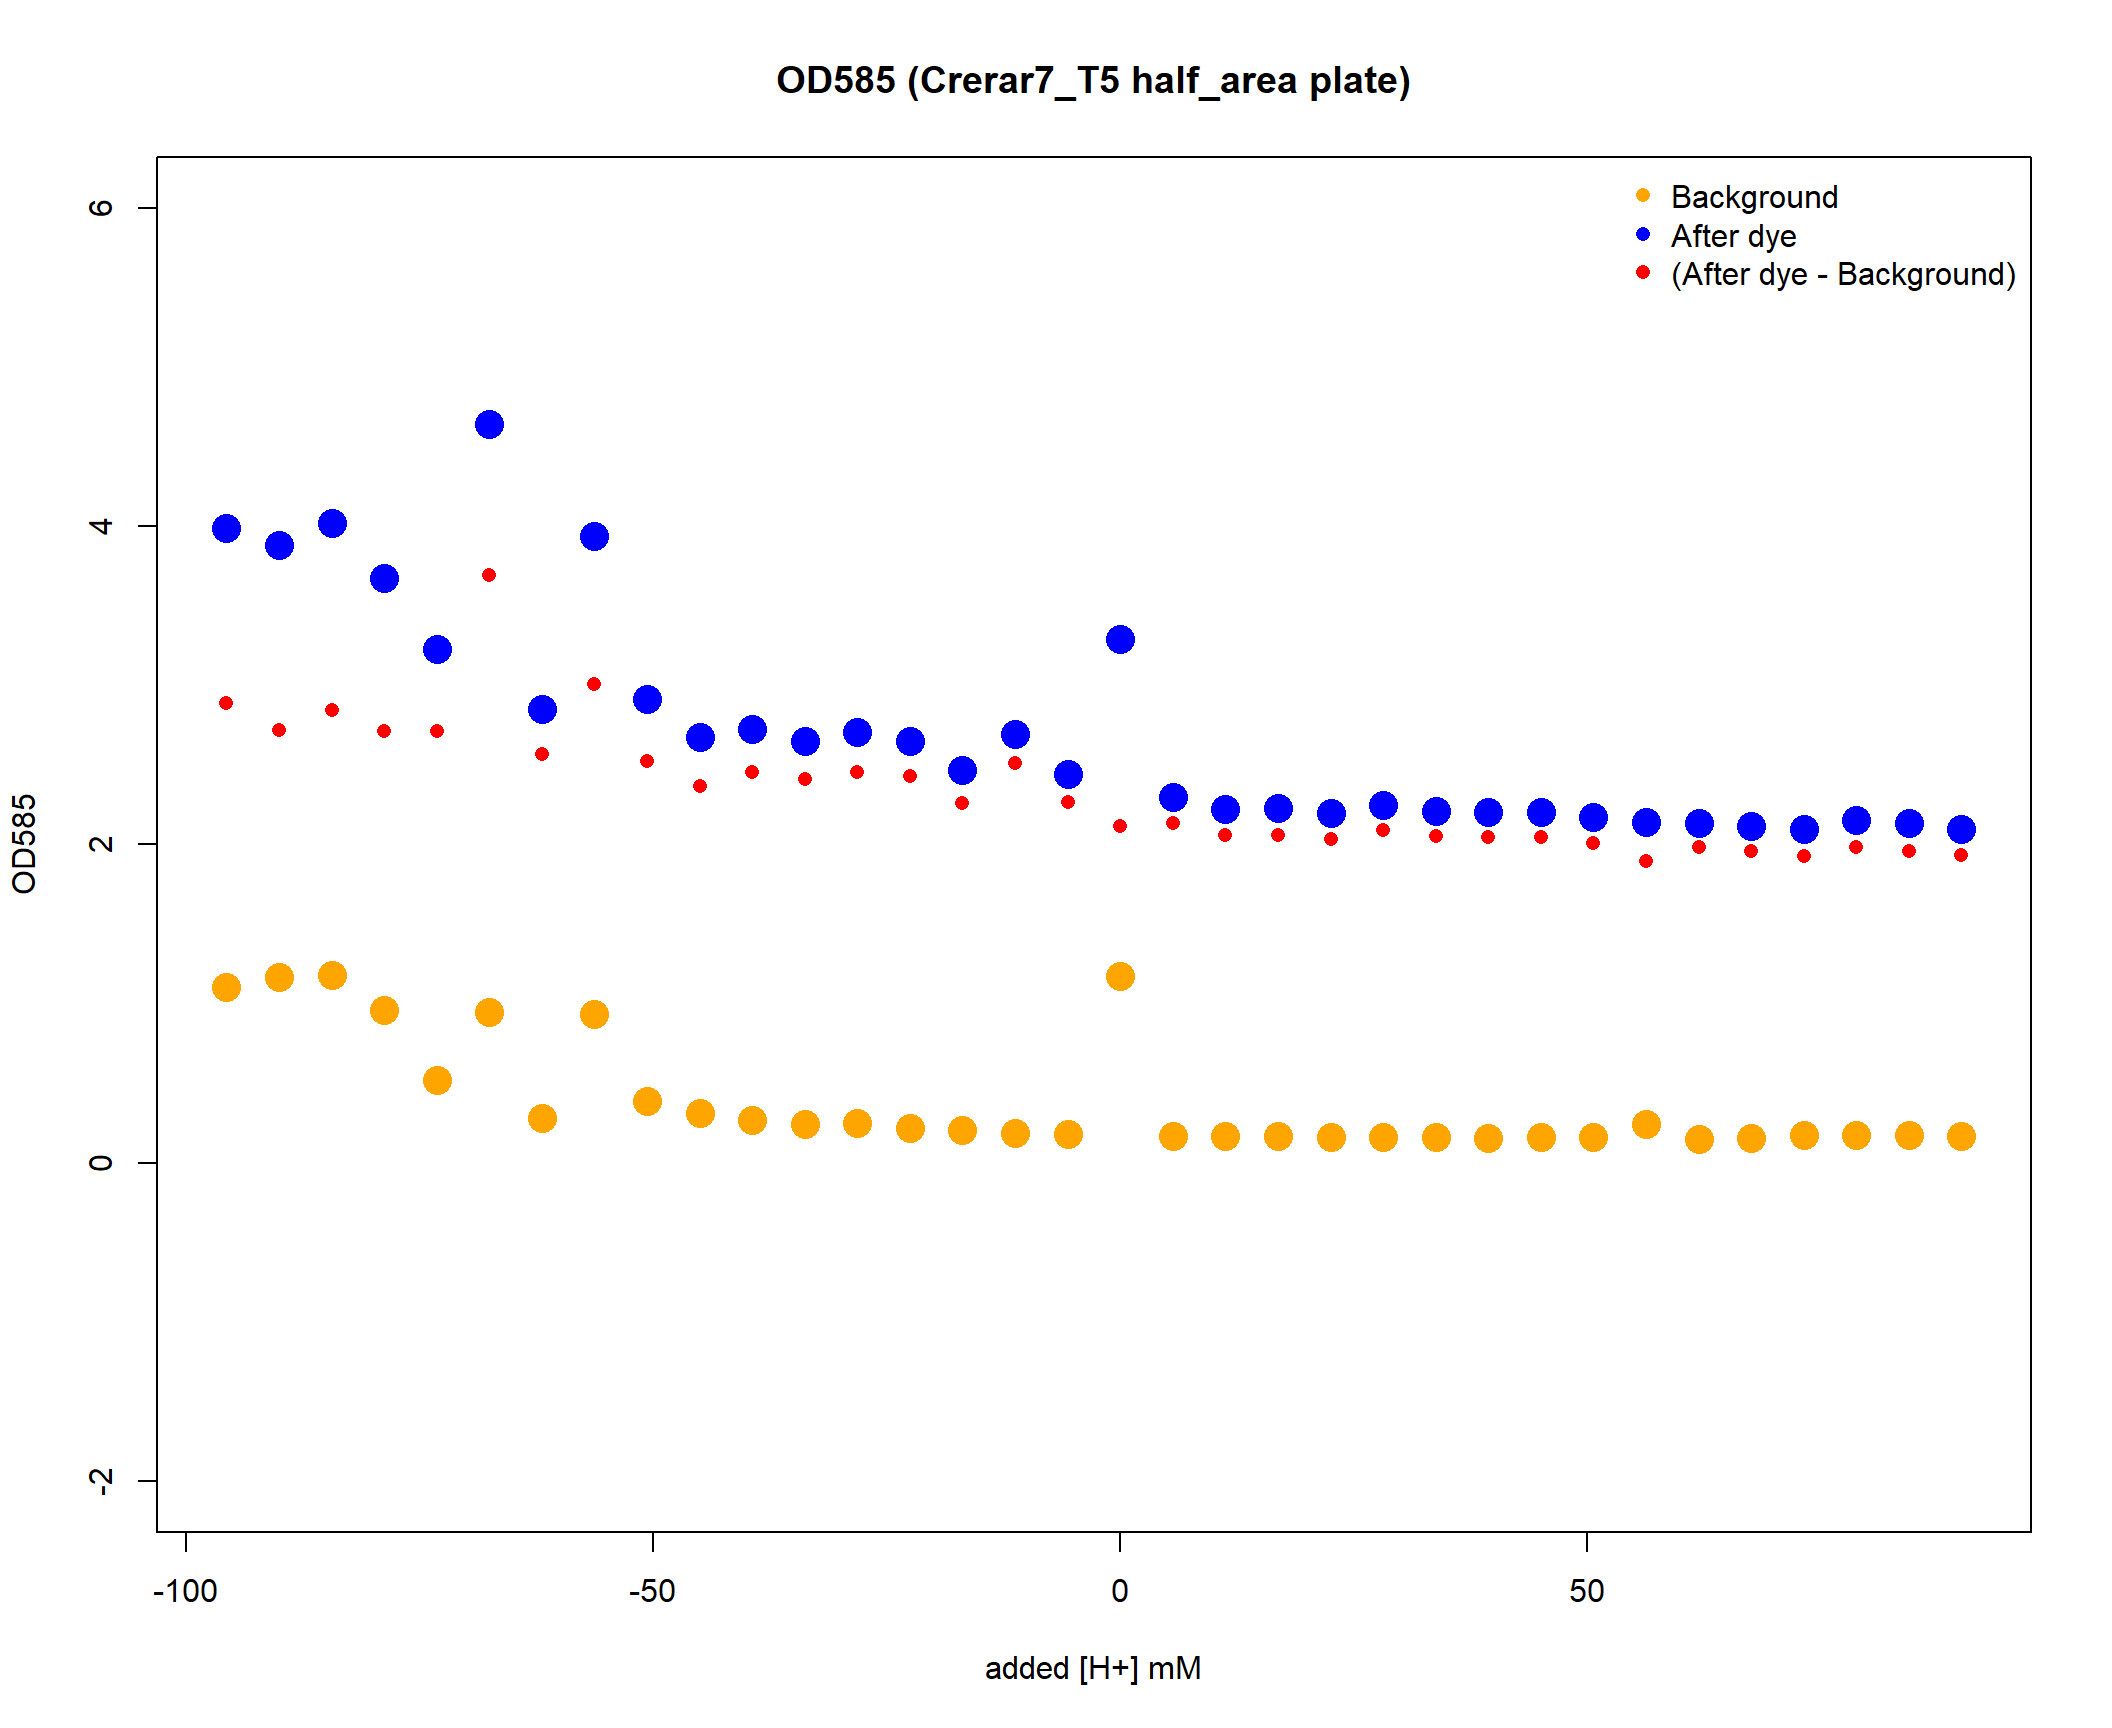 OD585 (Crerar7_T5 half_area plate)
Background
After dye
(After dye - Background)
6
4
2
0
-2
OD585
-100
-50
0
50
added [H+] mM